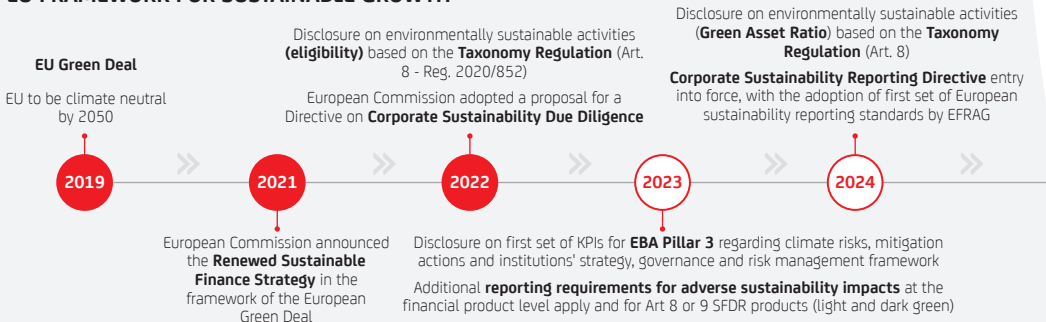 EU FRAMEWORK FOR SUSTAINABLE GROWTH
EU Green Deal
EU to be climate neutral
by 2050
2019
2021
European Commission announced
the Renewed Sustainable
Finance Strategy in the
framework of the European
Green Deal
Disclosure on environmentally sustainable activities
(eligibility) based on the Taxonomy Regulation (Art.
8 - Reg. 2020/852)
European Commission adopted a proposal for a
Directive on Corporate Sustainability Due Diligence
2022
2023
Disclosure on first set of KPIs for EBA Pillar 3 regarding climate risks, mitigation
actions and institutions' strategy, governance and risk management framework
Additional reporting requirements for adverse sustainability impacts at the
financial product level apply and for Art 8 or 9 SFDR products (light and dark green)
Disclosure on environmentally sustainable activities
(Green Asset Ratio) based on the Taxonomy
Regulation (Art. 8)
Corporate Sustainability Reporting Directive entry
into force, with the adoption of first set of European
sustainability reporting standards by EFRAG
2024